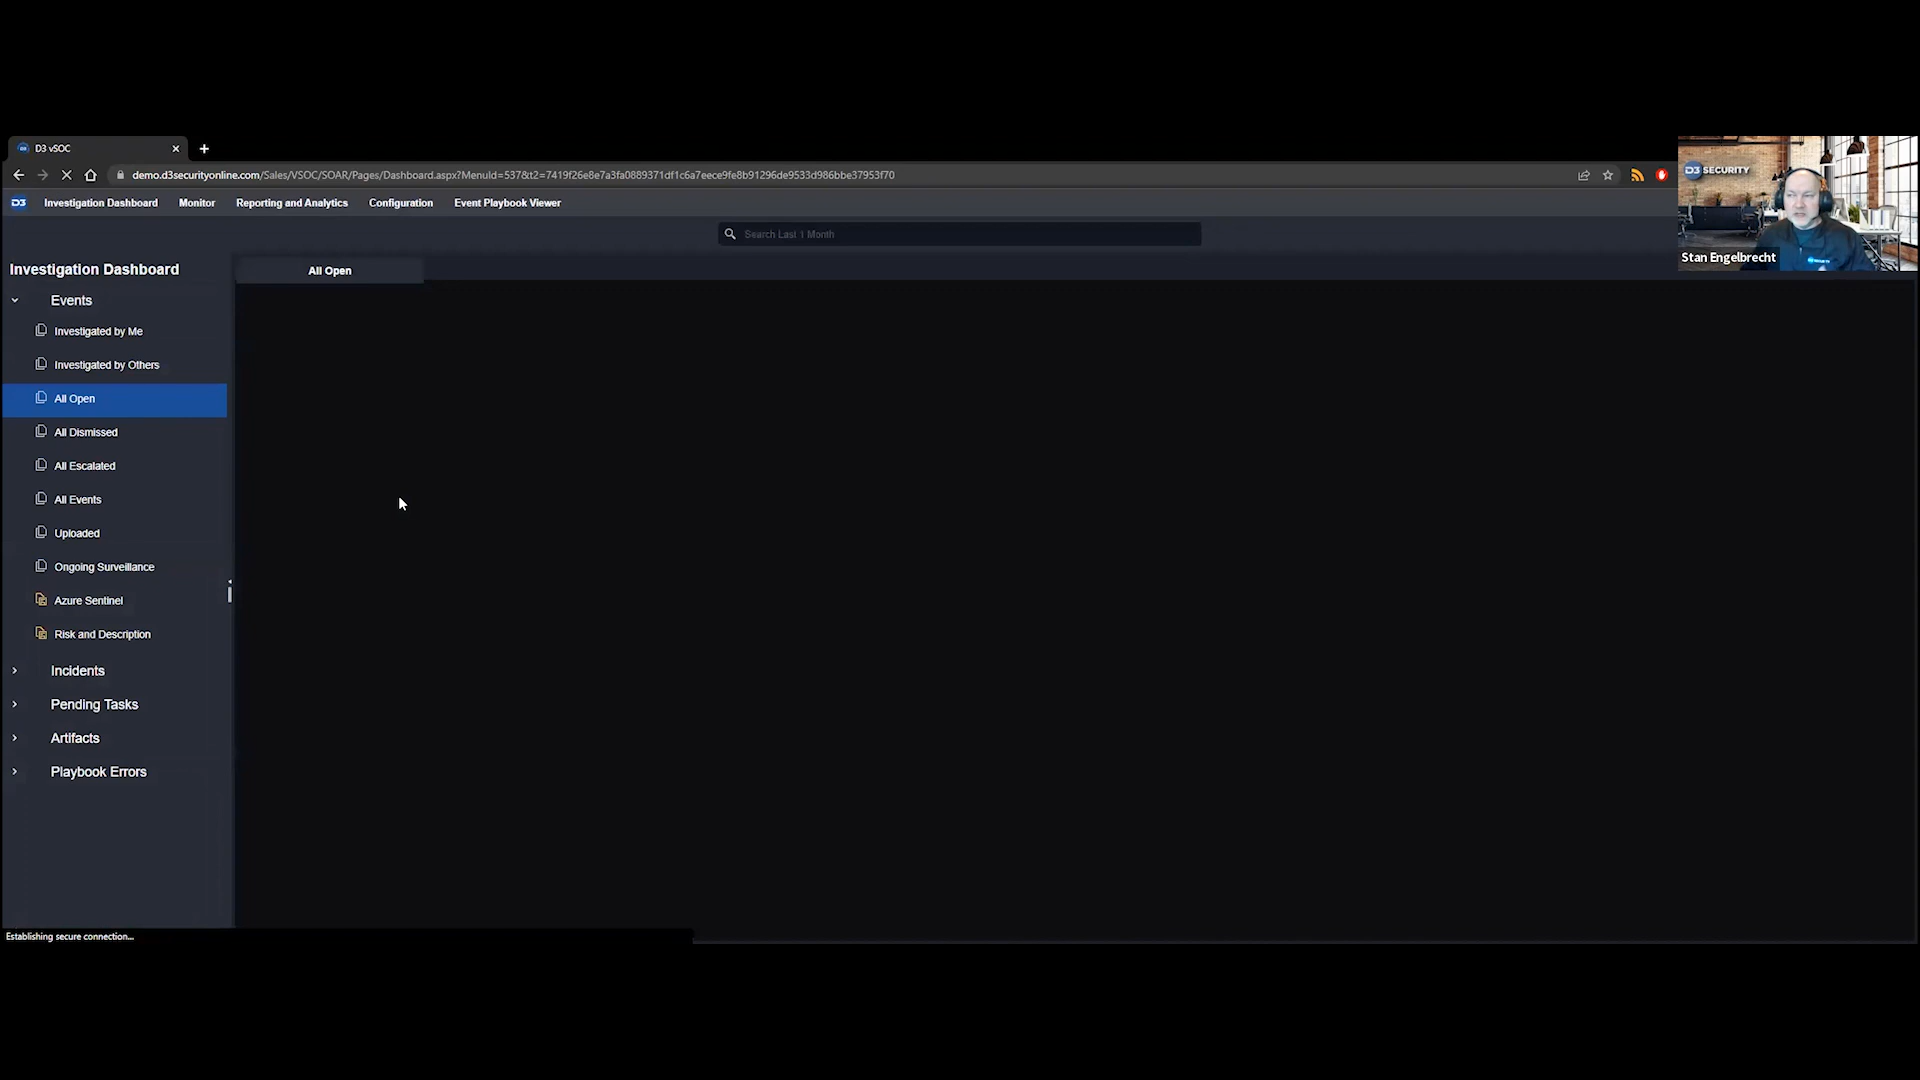 D3 vSOC
demo.d3securityonline.com/Sales/VSOC/SOAR/Pages/Dashboard.aspx?MenuId=537&t2=7419f26e8e7a3fa0889371df1c6a7eece9fe8b91296de9533d986bbe37953f70
D3 Investigation Dashboard Monitor Reporting and Analytics Configuration Event Playbook Viewer
Search Last 1 Month
D3 SECURITY
Stan Engelbrecht
Investigation Dashboard
All Open
Events
Investigated by Me
Investigated by Others
All Open
All Dismissed
All Escalated
All Events
Uploaded
Ongoing Surveillance
Azure Sentinel
Risk and Description
Incidents
Pending Tasks
Artifacts
Playbook Errors
Establishing secure connection...